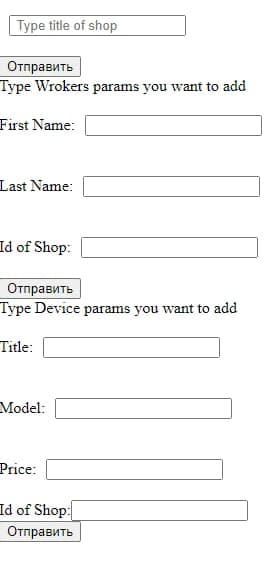 Type title of shop
Отправить
Type Wrokers params you want to add
First Name:
Last Name:
Id of Shop:
Отправить
Type Device params you want to add
Title:
Model:
Price:
Id of Shop:
Отправить